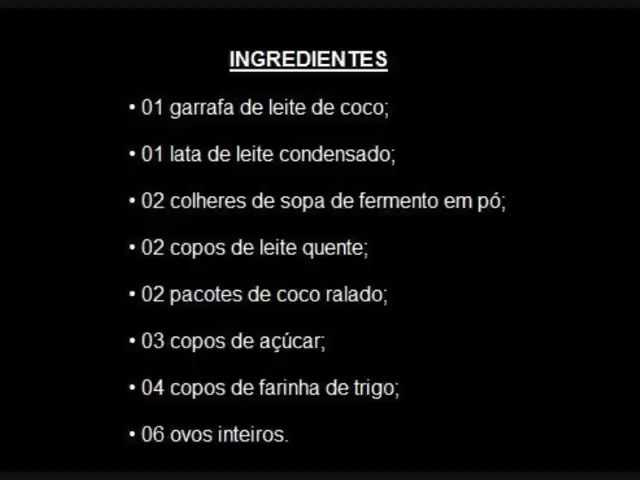 INGREDIENTES
• 01 garrafa de leite de coco;
• 01 lata de leite condensado;
• 02 colheres de sopa de fermento em pó;
• 02 copos de leite quente;
• 02 pacotes de coco ralado;
• 03 copos de açúcar;
• 04 copos de farinha de trigo;
• 06 ovos inteiros.